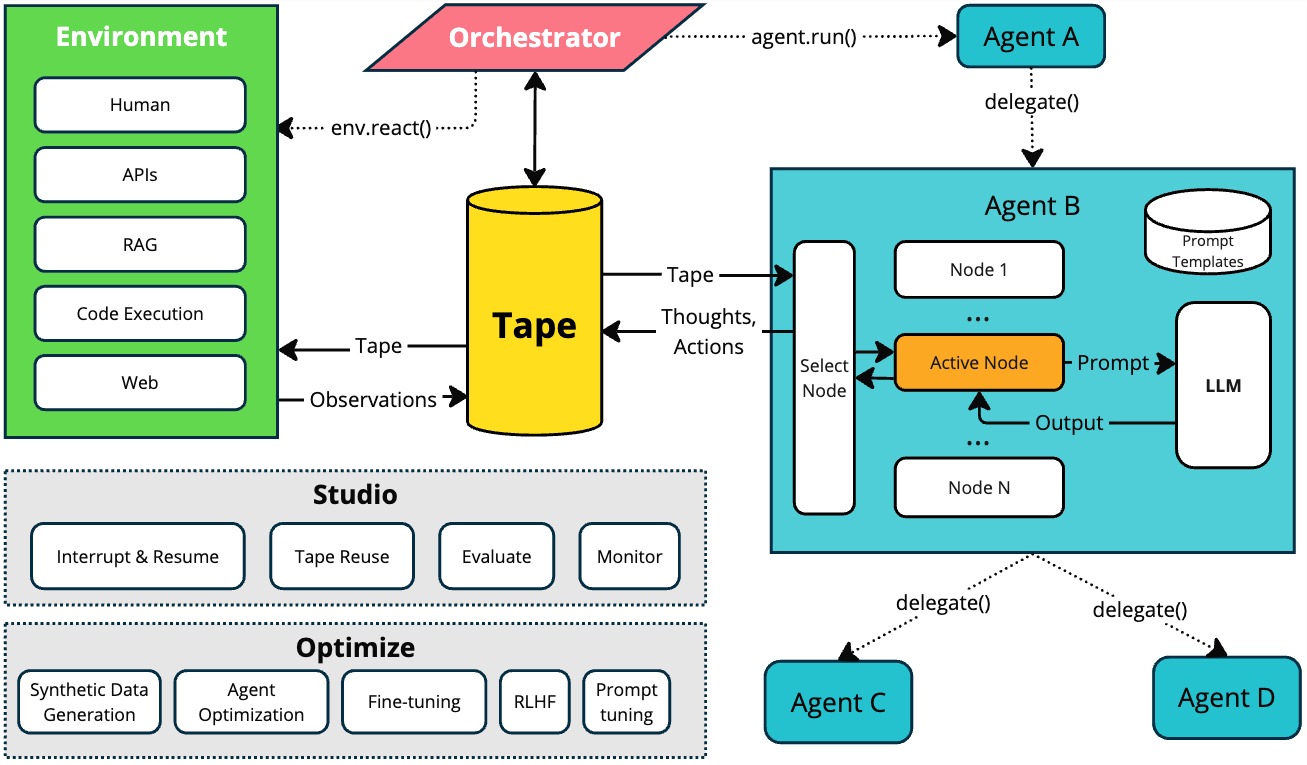 Environment
Human
APIs
RAG
Code Execution
Web
Orchestrator
agent.run()
Agent A
env.react()
delegate()
Tape
Tape
Observations
Tape
Thoughts,
Actions
Agent B
Prompt
Templates
Select
Node
Node 1
...
Active Node
Prompt
LLM
Output
...
Node N
delegate()
delegate()
Agent C
Agent D
Studio
Interrupt & Resume
Tape Reuse
Evaluate
Monitor
Optimize
Synthetic Data
Generation
Agent
Optimization
Fine-tuning
RLHF
Prompt
tuning